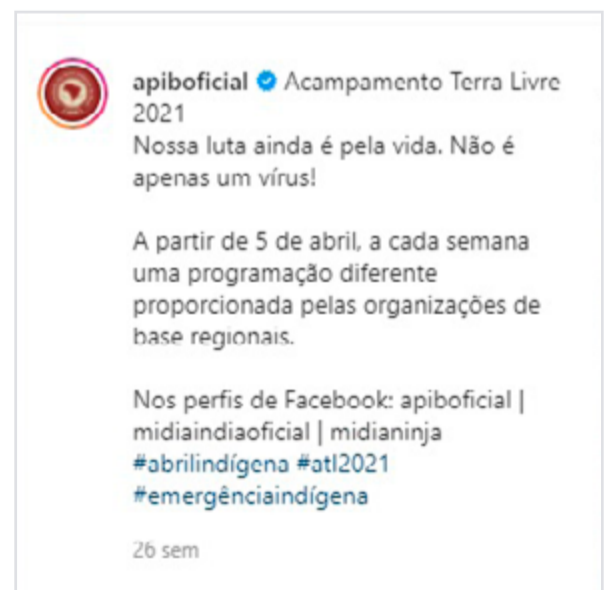 apiboficial Acampamento Terra Livre
2021
Nossa luta ainda é pela vida. Não é
apenas um vírus!
A partir de 5 de abril, a cada semana
uma programação diferente
proporcionada pelas organizações de
base regionais.
Nos perfis de Facebook: apiboficial |
midiaindiaoficial | midianinja
#abrilindígena #atl2021
#emergênciaindígena
26 sem